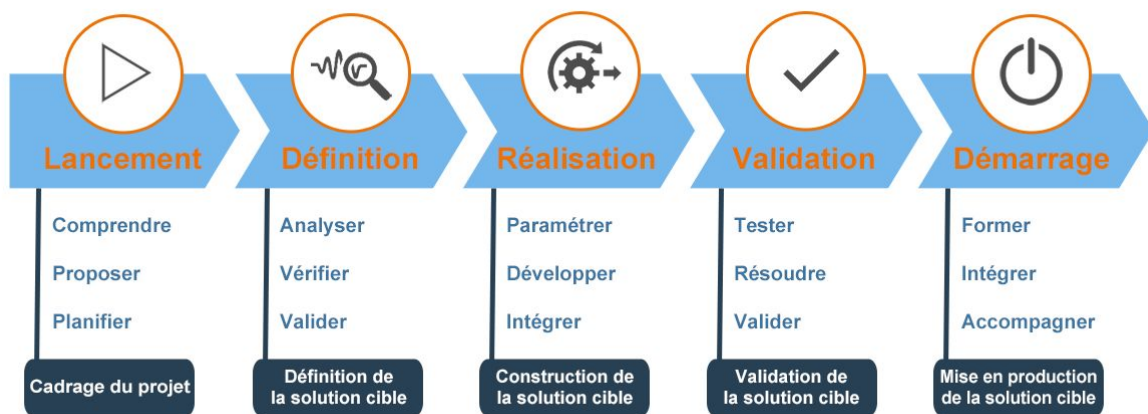 Lancement
Définition
Réalisation
Validation
Démarrage
Comprendre
Proposer
Planifier
Cadrage du projet
Analyser
Vérifier
Valider
Définition de
la solution cible
Paramétrer
Développer
Intégrer
Construction de
la solution cible
Tester
Résoudre
Valider
Validation de
la solution cible
Former
Intégrer
Accompagner
Mise en production
de la solution cible